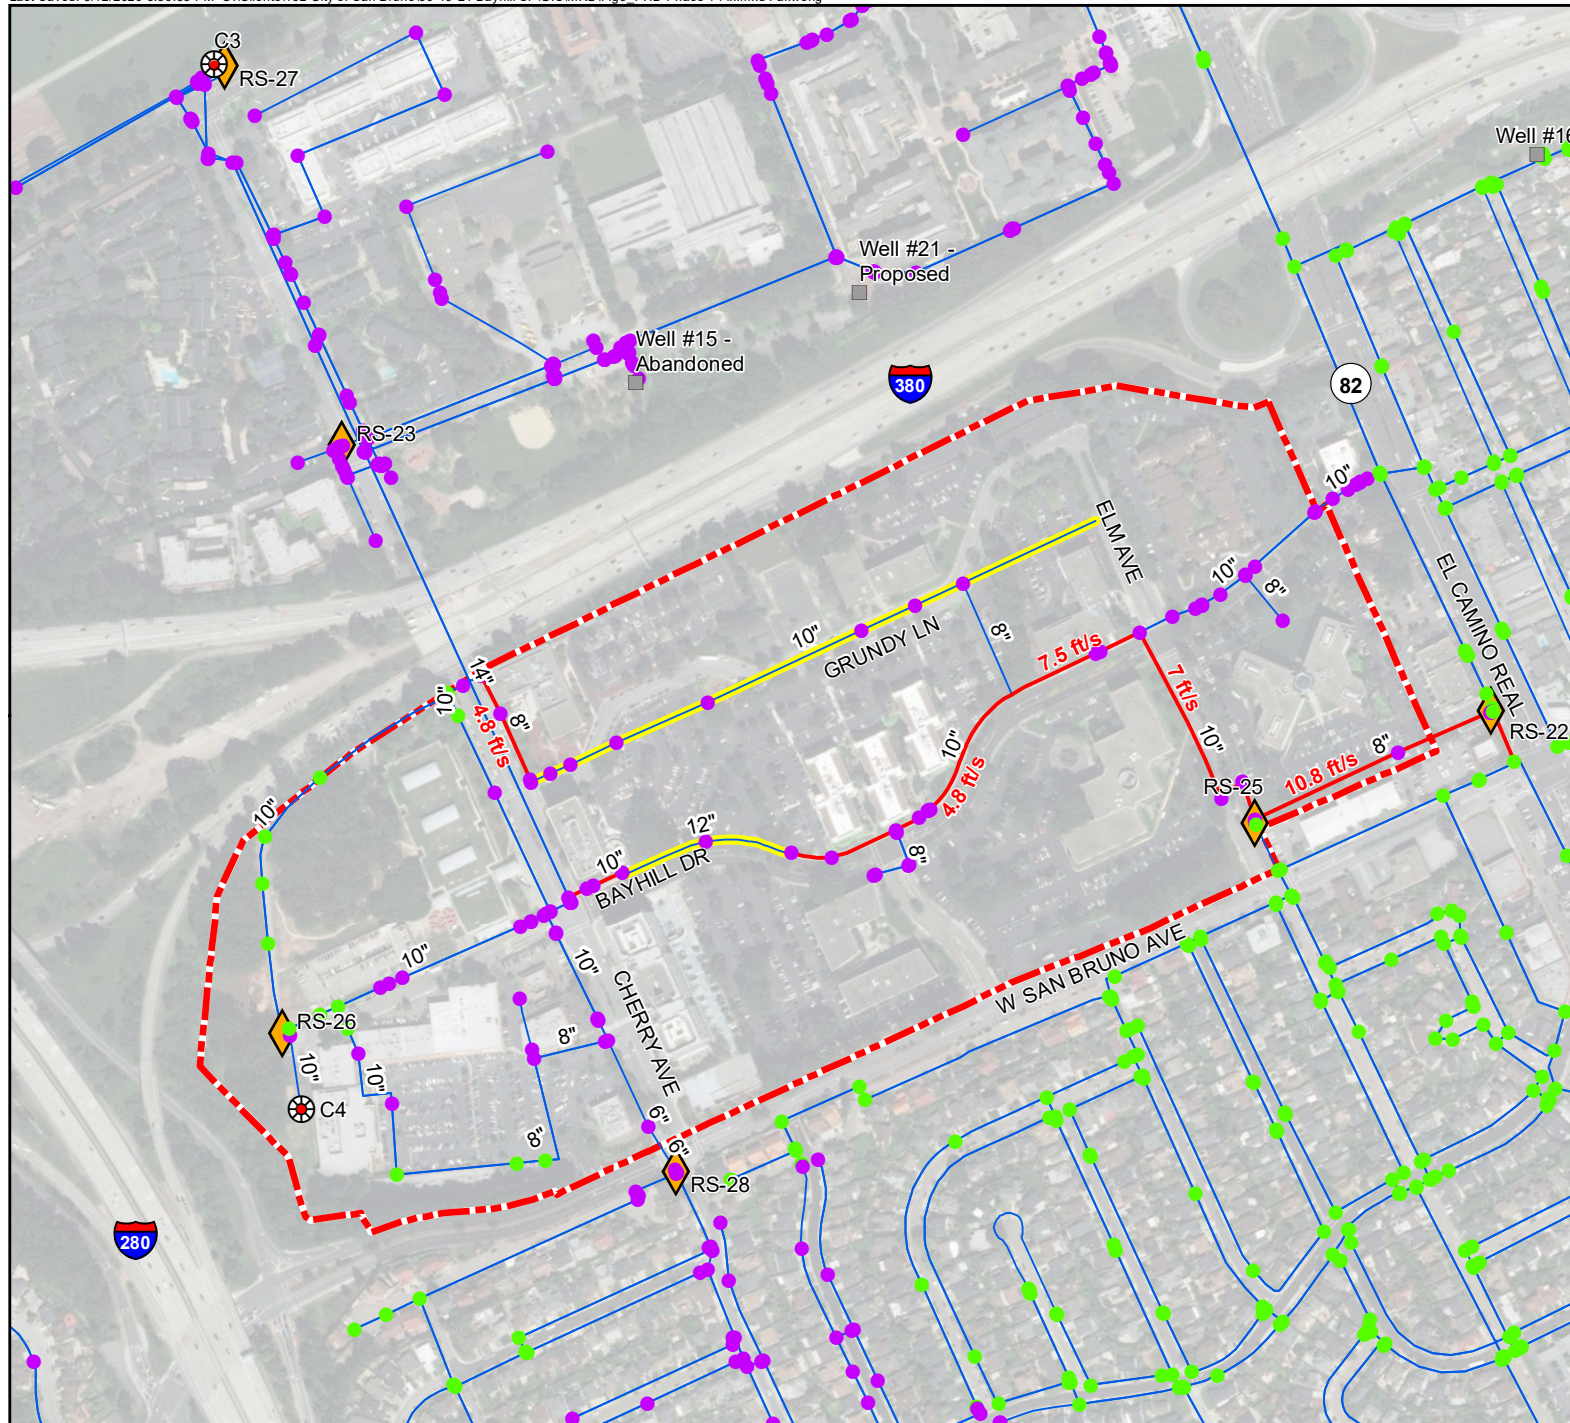 C3
RS-27
Well #16
Well #21 -
Proposed
Well #15 -
Abandoned
380
82
RS-23
10"
ELM AVE
10"
8"
EL CAMINO REAL
10"
GRUNDY LN
8"
7.5 ft/s
7 ft/s
10"
14"
10"
8"
4.8 ft/s
10"
4.8 ft/s
8"
10.8 ft/s
RS-22
RS-25
10"
12"
10"
BAYHILL DR
8"
10"
10"
CHERRY AVE
W SAN BRUNO AVE
RS-26
10"
10"
8"
C4
8"
6"
6"
RS-28
280